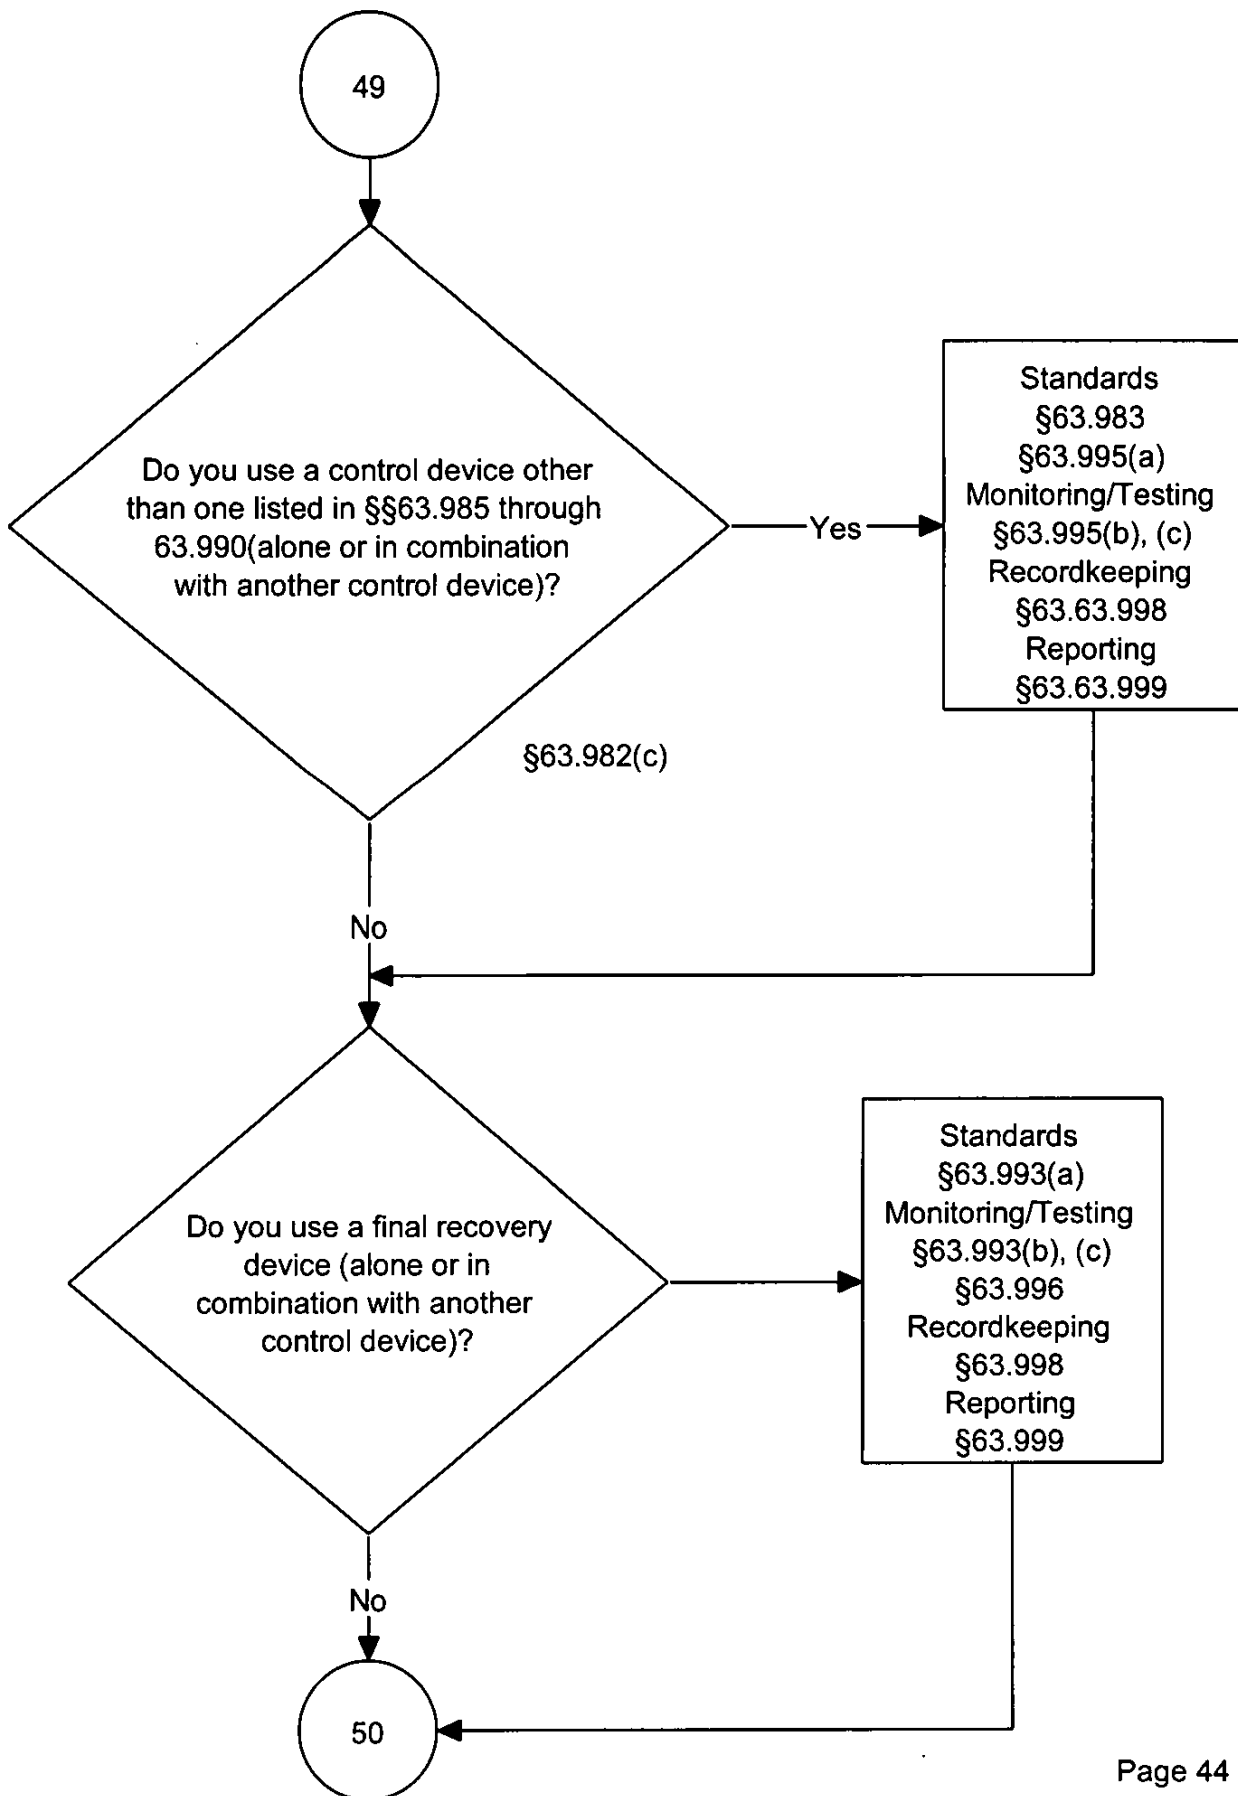 49
Do you use a control device other
than one listed in §§63.985 through
63.990(alone or in combination
with another control device)?
Yes
Standards
§63.983
§63.995(a)
Monitoring/Testing
§63.995(b), (c)
Recordkeeping
§63.63.998
Reporting
§63.63.999
§63.982(c)
No
Do you use a final recovery
device (alone or in
combination with another
control device)?
Standards
§63.993(a)
Monitoring/Testing
§63.993(b), (c)
§63.996
Recordkeeping
§63.998
Reporting
§63.999
No
50
Page 44